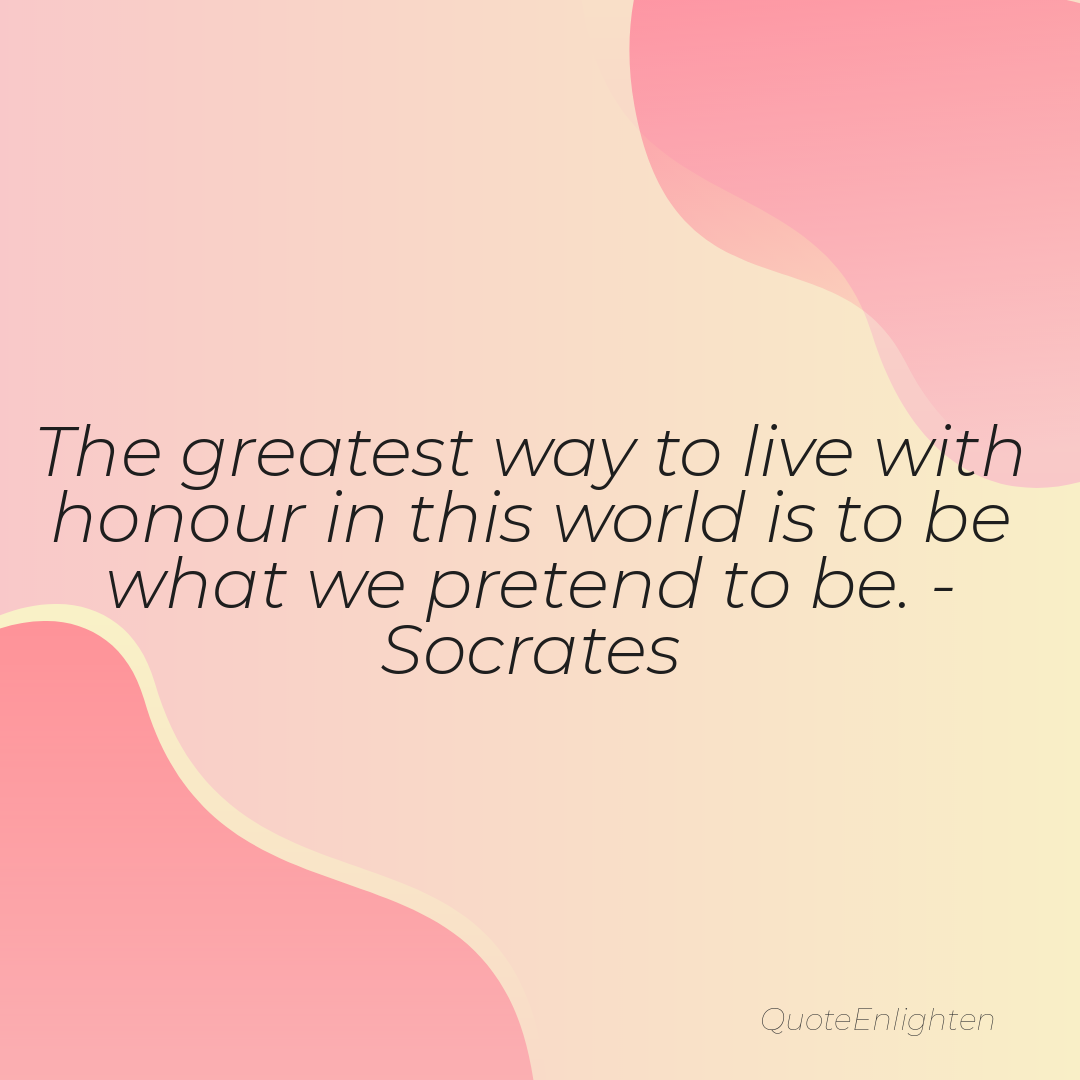 The greatest way to live with
honour in this world is to be
what we pretend to be. -
Socrates
QuoteEnlighten